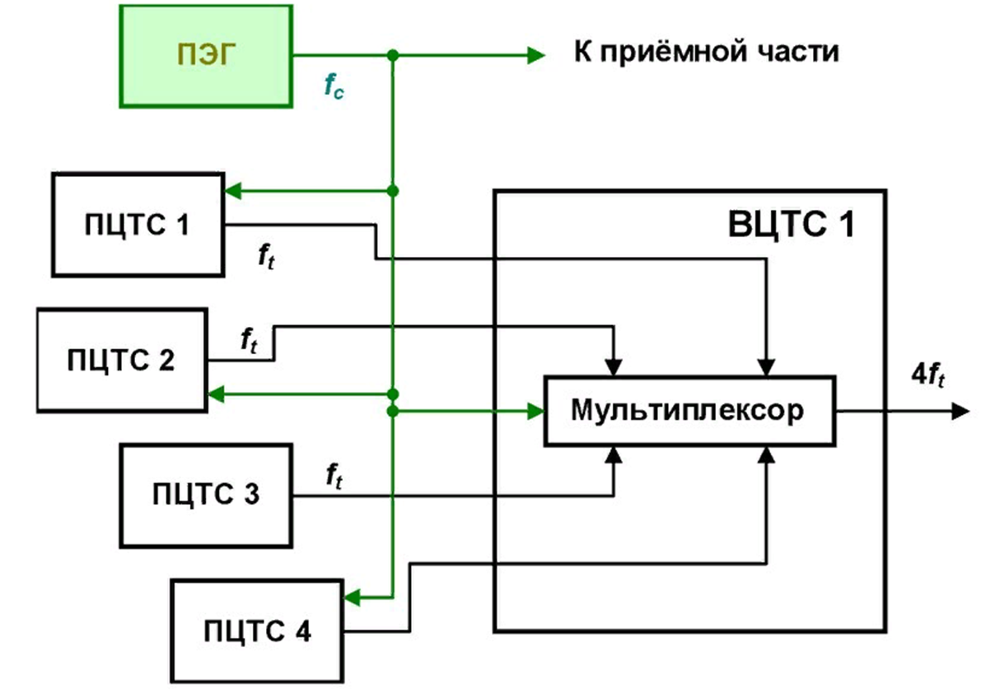 ПЭГ
К приёмной части
fc
ПЦТС 1
ft
ВЦТС 1
ПЦТС 2
ft
Мультиплексор
4ft
ПЦТС 3
ft
ПЦТС 4